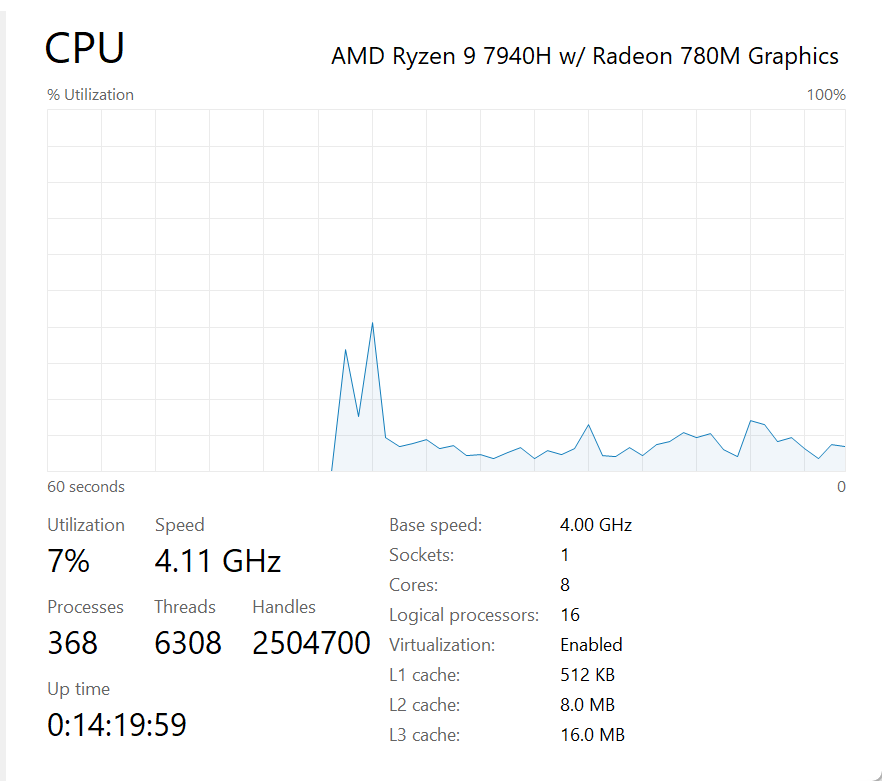 CPU
AMD Ryzen 9 7940H w/ Radeon 780M Graphics
% Utilization 100%
60 seconds 0
Utilization Speed
7% 4.11 GHz
Processes Threads Handles
368 6308 2504700
Up time
0:14:19:59
Base speed: 4.00 GHz
Sockets: 1
Cores: 8
Logical processors: 16
Virtualization: Enabled
L1 cache: 512 KB
L2 cache: 8.0 MB
L3 cache: 16.0 MB